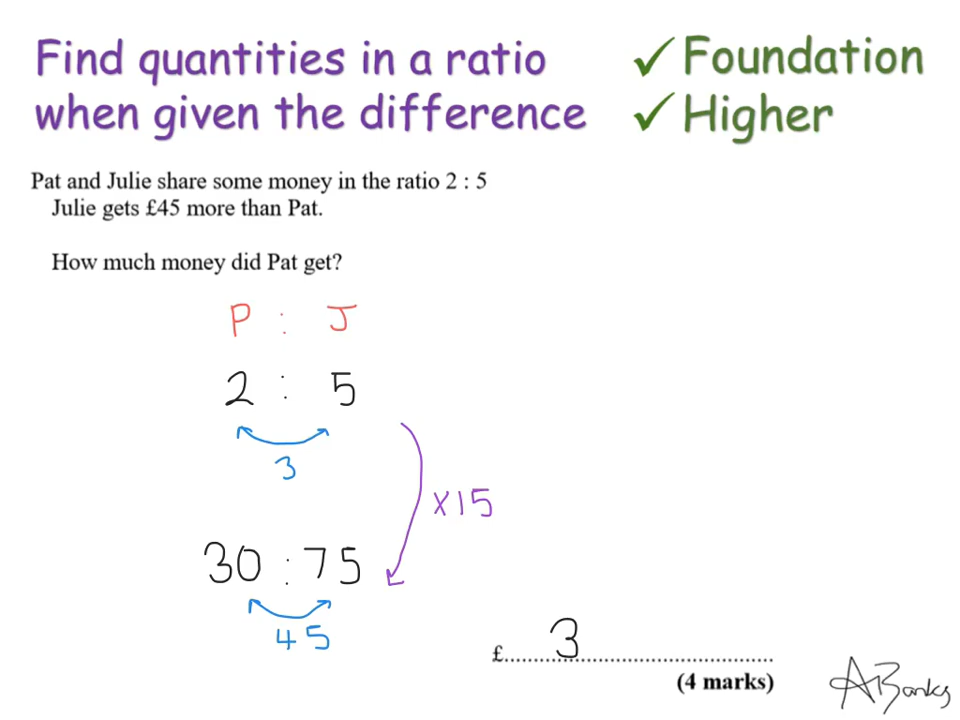 Find quantities in a ratio
when given the difference
✓ Foundation
✓ Higher
Pat and Julie share some money in the ratio 2 : 5
Julie gets £45 more than Pat.
How much money did Pat get?
P : J
2 : 5
3
x15
30 : 75
45
£ 3
(4 marks)
ABanks